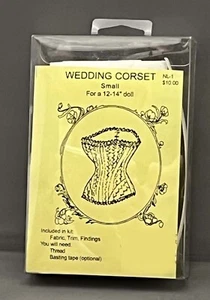 WEDDING CORSET
NL-1
Small
$10.00
For a 12-14" doll
Included in kit:
Fabric, Trim, Findings
You will need:
Thread
Basting tape (optional)